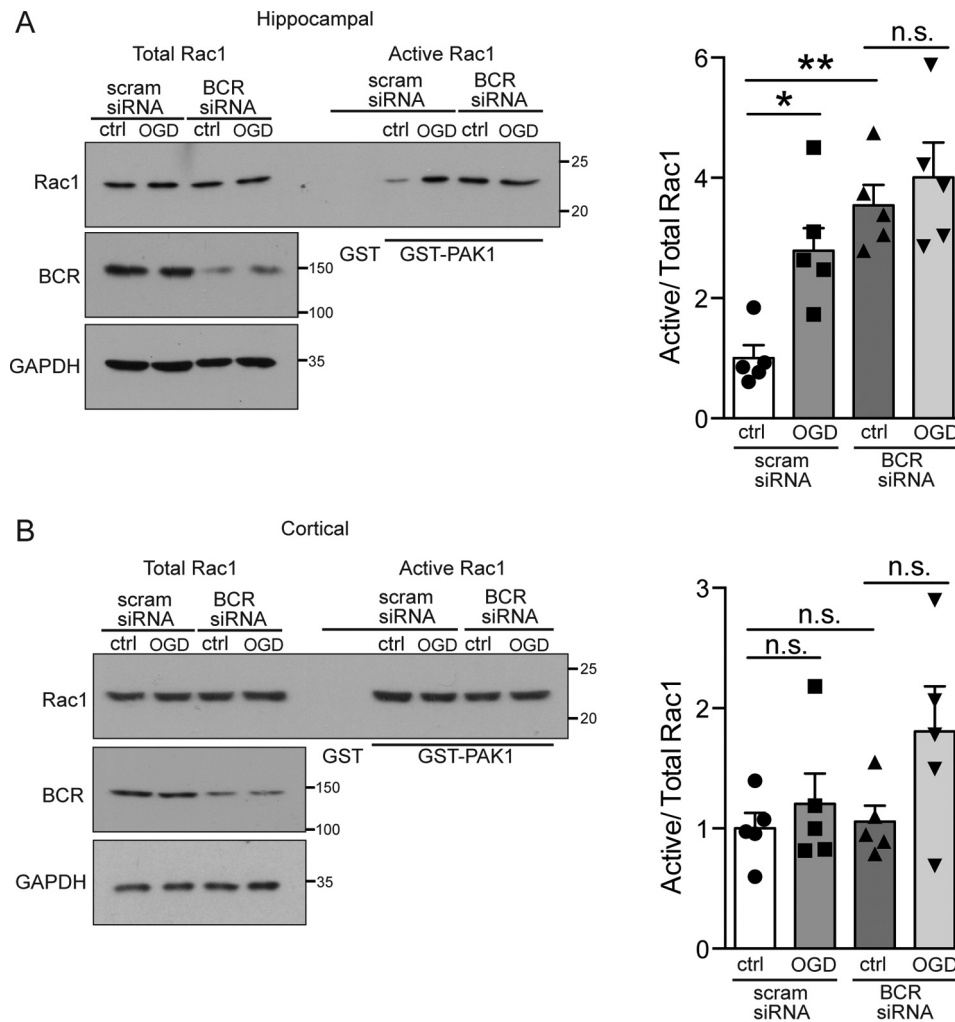 A
Hippocampal
Total Rac1
Active Rac1
scram siRNA
BCR siRNA
scram siRNA
BCR siRNA
ctrl OGD ctrl OGD
ctrl OGD ctrl OGD
Rac1
25
20
BCR
150
100
GST
GST-PAK1
GAPDH
35
Active/ Total Rac1
6
4
2
0
*
**
n.s.
ctrl OGD ctrl OGD
scram siRNA
BCR siRNA
B
Cortical
Total Rac1
Active Rac1
scram siRNA
BCR siRNA
scram siRNA
BCR siRNA
ctrl OGD ctrl OGD
ctrl OGD ctrl OGD
Rac1
25
20
BCR
150
100
GST
GST-PAK1
GAPDH
35
Active/ Total Rac1
3
2
1
0
n.s.
n.s.
n.s.
ctrl OGD ctrl OGD
scram siRNA
BCR siRNA